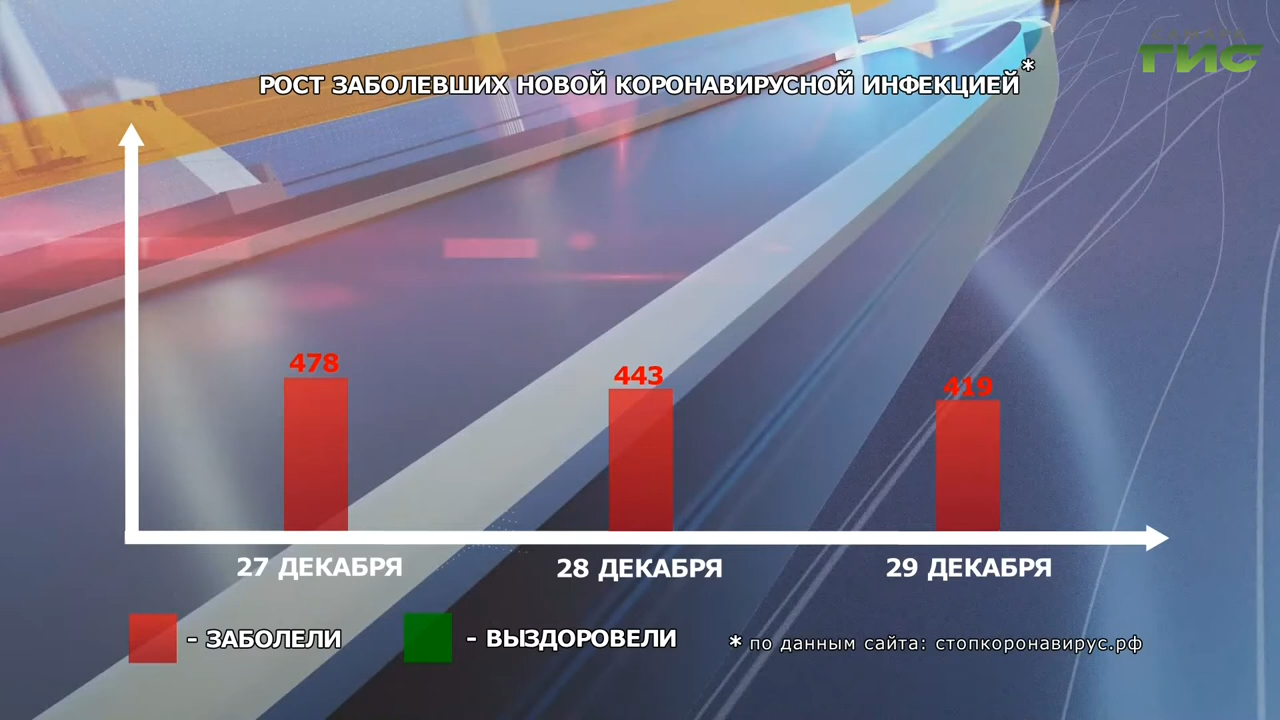 САМАРА
ГИС
РОСТ ЗАБОЛЕВШИХ НОВОЙ КОРОНАВИРУСНОЙ ИНФЕКЦИЕЙ*
478
443
419
27 ДЕКАБРЯ
28 ДЕКАБРЯ
29 ДЕКАБРЯ
- ЗАБОЛЕЛИ
- ВЫЗДОРОВЕЛИ
* по данным сайта: стопкоронавирус.рф